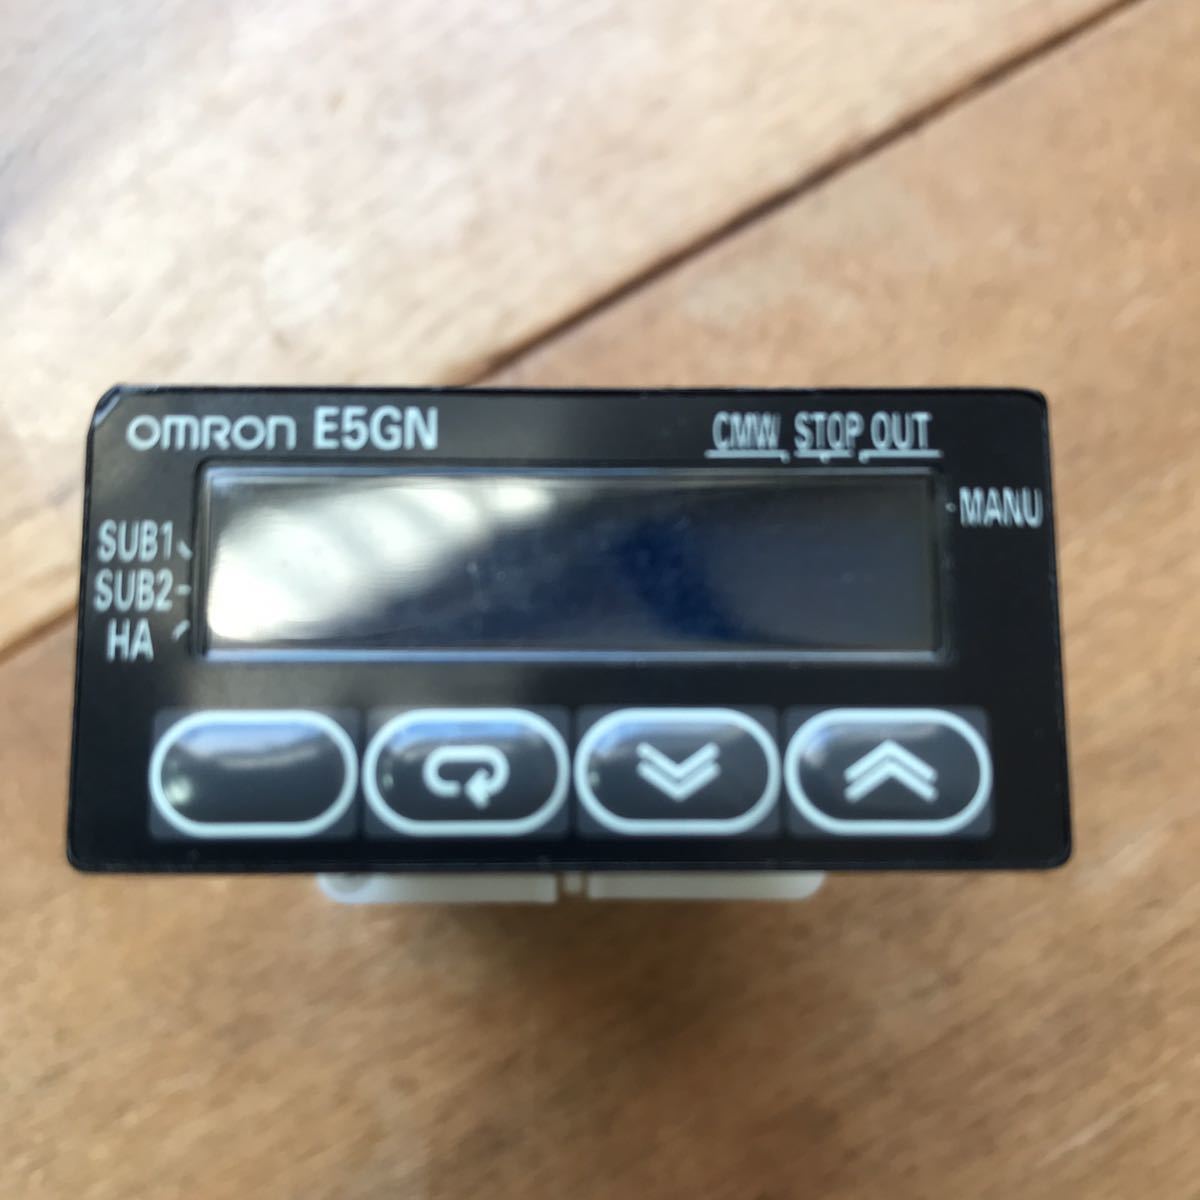 OMRON E5GN
CMW STOP OUT
MANU
SUB1
SUB2
HA